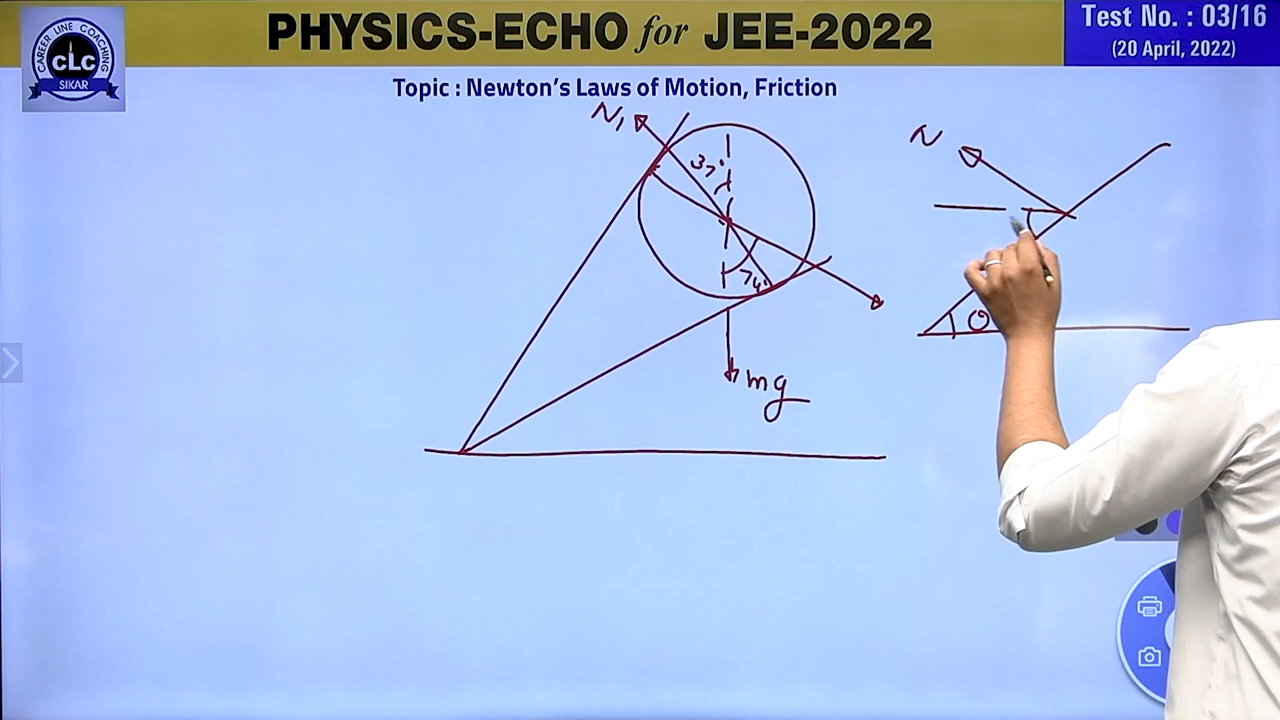 PHYSICS-ECHO for JEE-2022
Test No. : 03/16
(20 April, 2022)
CAREER LINE COACHING
CLC
SIKAR
Topic : Newton's Laws of Motion, Friction
N₁
37°
74°
mg
N
θ